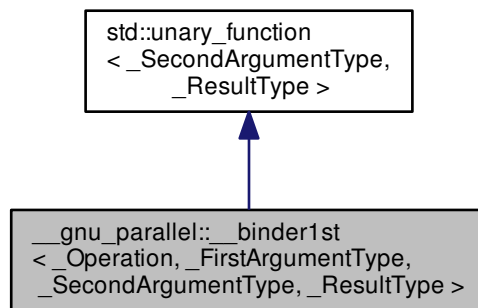 std::unary_function
< _SecondArgumentType,
_ResultType >
__gnu_parallel::__binder1st
< _Operation, _FirstArgumentType,
_SecondArgumentType, _ResultType >